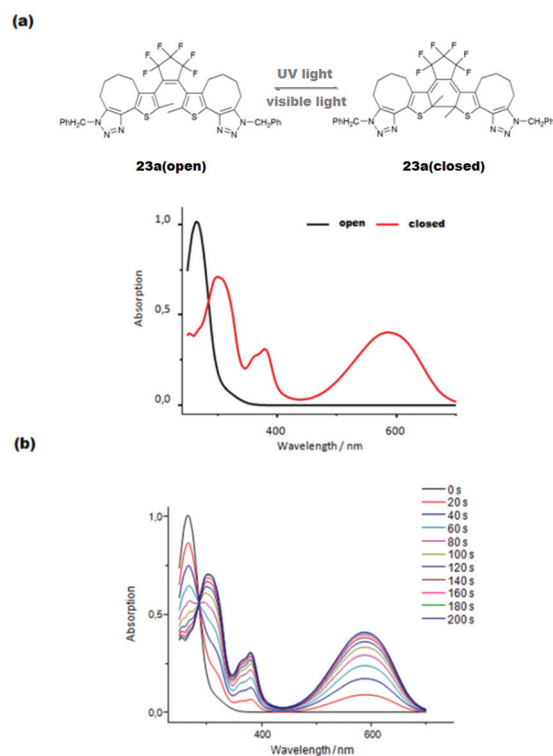 (a)
F F F F F F
F F F F F F
UV light
visible light
PhH₂C N N=N S S N=N N CH₂Ph
PhH₂C N N=N S S N=N N
23a(open)
23a(closed)
1,0
0,5
0,0
Absorption
open closed
400 600
Wavelength / nm
(b)
1,0
0,5
0,0
Absorption
0 s
20 s
40 s
60 s
80 s
100 s
120 s
140 s
160 s
180 s
200 s
400 600
Wavelength / nm